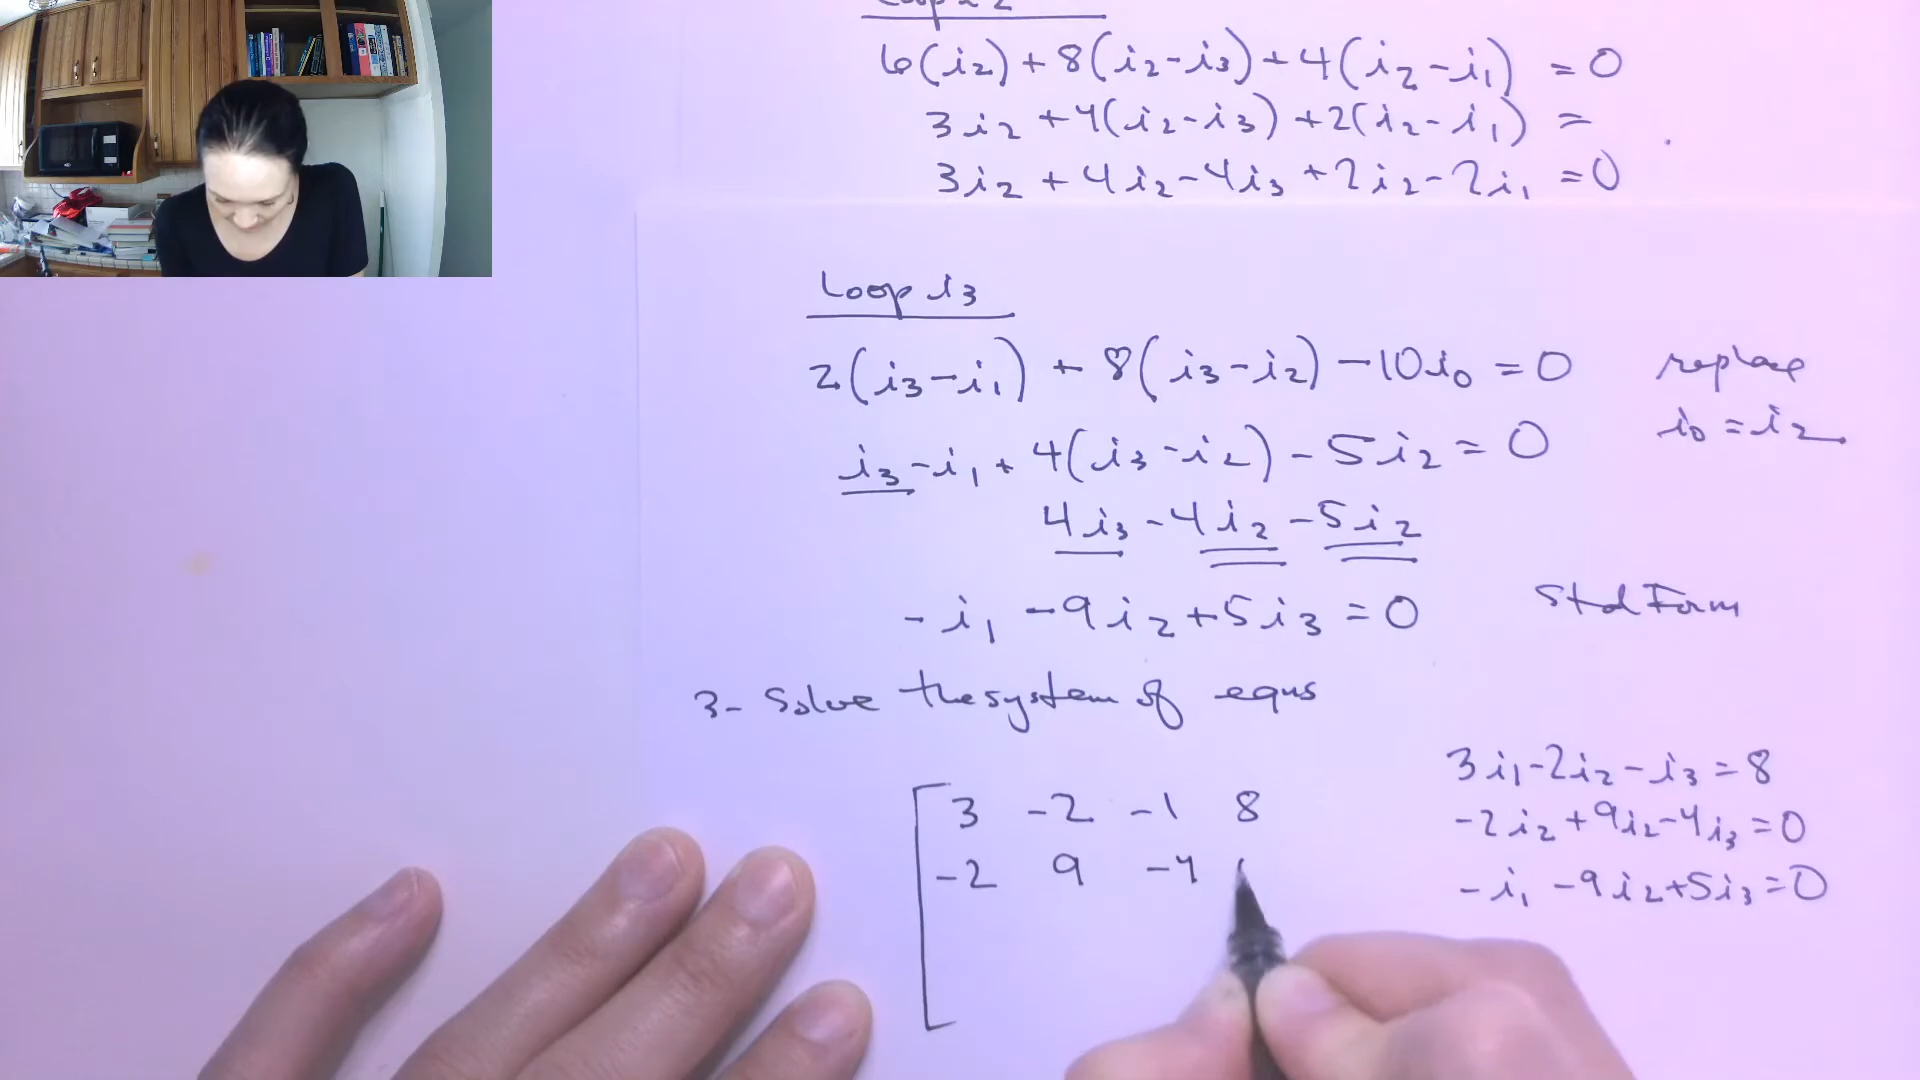 6(i2) + 8(i2-i3) + 4(i2-i1) = 0
3i2 + 4(i2-i3) + 2(i2-i1) =
3i2 + 4i2 - 4i3 + 2i2 - 2i1 = 0
Loop i3
2(i3-i1) + 8(i3-i2) - 10i0 = 0
replace
i0 = i2
i3 - i1 + 4(i3-i2) - 5i2 = 0
4i3 - 4i2 - 5i2
-i1 - 9i2 + 5i3 = 0
Std Form
3- Solve the system of equns
3 -2 -1 8
-2 9 -4
3i1 - 2i2 - i3 = 8
-2i2 + 9i2 - 4i3 = 0
-i1 - 9i2 + 5i3 = 0